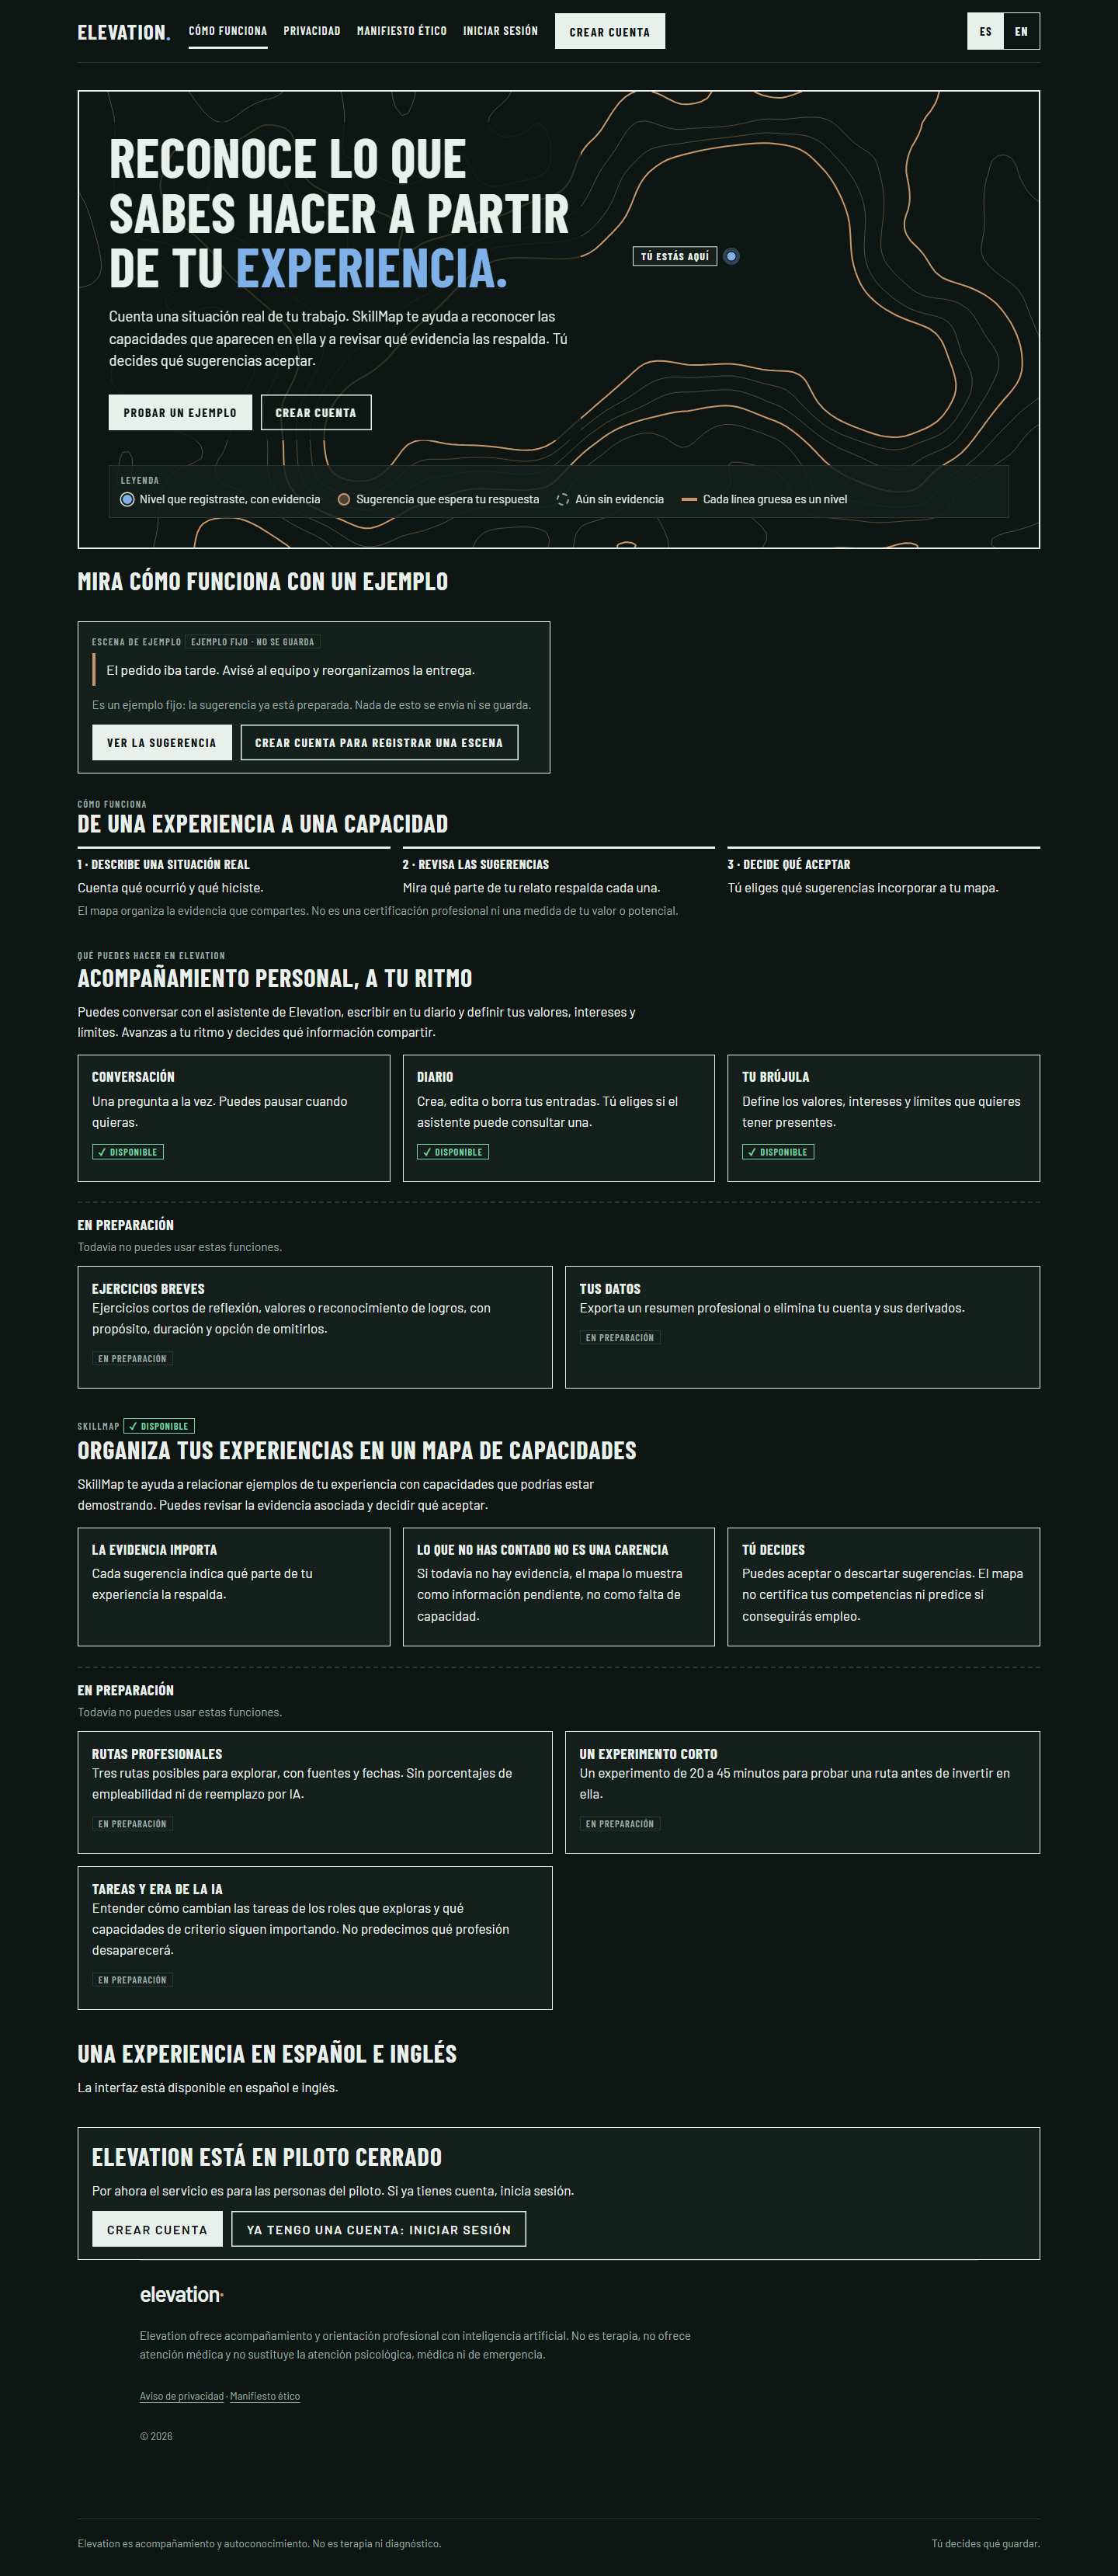 ELEVATION.
CÓMO FUNCIONA
PRIVACIDAD
MANIFIESTO ÉTICO
INICIAR SESIÓN
CREAR CUENTA
ES
EN
RECONOCE LO QUE
SABES HACER A PARTIR
DE TU EXPERIENCIA.
TÚ ESTÁS AQUÍ
Cuenta una situación real de tu trabajo. SkillMap te ayuda a reconocer las
capacidades que aparecen en ella y a revisar qué evidencia las respalda. Tú
decides qué sugerencias aceptar.
PROBAR UN EJEMPLO
CREAR CUENTA
LEYENDA
Nivel que registraste, con evidencia
Sugerencia que espera tu respuesta
Aún sin evidencia
Cada línea gruesa es un nivel
MIRA CÓMO FUNCIONA CON UN EJEMPLO
ESCENA DE EJEMPLO
EJEMPLO FIJO · NO SE GUARDA
El pedido iba tarde. Avisé al equipo y reorganizamos la entrega.
Es un ejemplo fijo: la sugerencia ya está preparada. Nada de esto se envía ni se guarda.
VER LA SUGERENCIA
CREAR CUENTA PARA REGISTRAR UNA ESCENA
CÓMO FUNCIONA
DE UNA EXPERIENCIA A UNA CAPACIDAD
1 · DESCRIBE UNA SITUACIÓN REAL
Cuenta qué ocurrió y qué hiciste.
2 · REVISA LAS SUGERENCIAS
Mira qué parte de tu relato respalda cada una.
3 · DECIDE QUÉ ACEPTAR
Tú eliges qué sugerencias incorporar a tu mapa.
El mapa organiza la evidencia que compartes. No es una certificación profesional ni una medida de tu valor o potencial.
QUÉ PUEDES HACER EN ELEVATION
ACOMPAÑAMIENTO PERSONAL, A TU RITMO
Puedes conversar con el asistente de Elevation, escribir en tu diario y definir tus valores, intereses y
límites. Avanzas a tu ritmo y decides qué información compartir.
CONVERSACIÓN
Una pregunta a la vez. Puedes pausar cuando
quieras.
✓ DISPONIBLE
DIARIO
Crea, edita o borra tus entradas. Tú eliges si el
asistente puede consultar una.
✓ DISPONIBLE
TU BRÚJULA
Define los valores, intereses y límites que quieres
tener presentes.
✓ DISPONIBLE
EN PREPARACIÓN
Todavía no puedes usar estas funciones.
EJERCICIOS BREVES
Ejercicios cortos de reflexión, valores o reconocimiento de logros, con
propósito, duración y opción de omitirlos.
EN PREPARACIÓN
TUS DATOS
Exporta un resumen profesional o elimina tu cuenta y sus derivados.
EN PREPARACIÓN
SKILLMAP
✓ DISPONIBLE
ORGANIZA TUS EXPERIENCIAS EN UN MAPA DE CAPACIDADES
SkillMap te ayuda a relacionar ejemplos de tu experiencia con capacidades que podrías estar
demostrando. Puedes revisar la evidencia asociada y decidir qué aceptar.
LA EVIDENCIA IMPORTA
Cada sugerencia indica qué parte de tu
experiencia la respalda.
LO QUE NO HAS CONTADO NO ES UNA CARENCIA
Si todavía no hay evidencia, el mapa lo muestra
como información pendiente, no como falta de
capacidad.
TÚ DECIDES
Puedes aceptar o descartar sugerencias. El mapa
no certifica tus competencias ni predice si
conseguirás empleo.
EN PREPARACIÓN
Todavía no puedes usar estas funciones.
RUTAS PROFESIONALES
Tres rutas posibles para explorar, con fuentes y fechas. Sin porcentajes de
empleabilidad ni de reemplazo por IA.
EN PREPARACIÓN
UN EXPERIMENTO CORTO
Un experimento de 20 a 45 minutos para probar una ruta antes de invertir en
ella.
EN PREPARACIÓN
TAREAS Y ERA DE LA IA
Entender cómo cambian las tareas de los roles que exploras y qué
capacidades de criterio siguen importando. No predecimos qué profesión
desaparecerá.
EN PREPARACIÓN
UNA EXPERIENCIA EN ESPAÑOL E INGLÉS
La interfaz está disponible en español e inglés.
ELEVATION ESTÁ EN PILOTO CERRADO
Por ahora el servicio es para las personas del piloto. Si ya tienes cuenta, inicia sesión.
CREAR CUENTA
YA TENGO UNA CUENTA: INICIAR SESIÓN
elevation·
Elevation ofrece acompañamiento y orientación profesional con inteligencia artificial. No es terapia, no ofrece
atención médica y no sustituye la atención psicológica, médica ni de emergencia.
Aviso de privacidad · Manifiesto ético
© 2026
Elevation es acompañamiento y autoconocimiento. No es terapia ni diagnóstico.
Tú decides qué guardar.